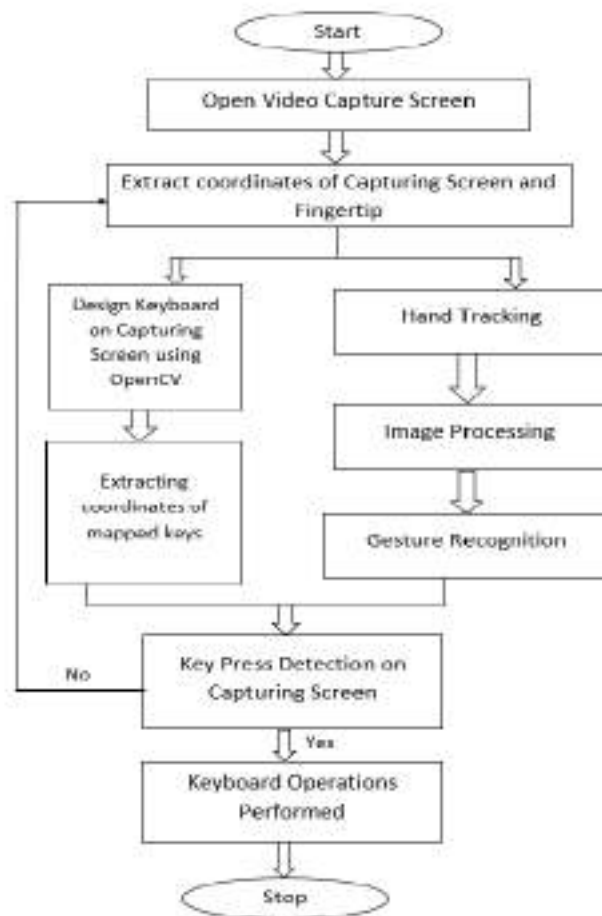 Start
Open Video Capture Screen
Extract coordinates of Capturing Screen and
Fingertip
Design Keyboard
on Capturing
Screen using
OpenCV
Hand Tracking
Image Processing
Extracting
coordinates of
mapped keys
Gesture Recognition
Key Press Detection on
Capturing Screen
No
Yes
Keyboard Operations
Performed
Stop